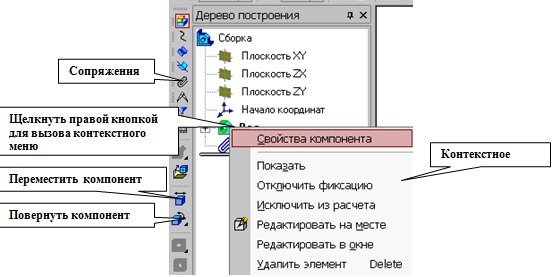 Дерево построения
Сборка
Плоскость XY
Плоскость ZX
Плоскость ZY
Начало координат
Сопряжения
Щелкнуть правой кнопкой
для вызова контекстного
меню
Переместить компонент
Повернуть компонент
Свойства компонента
Показать
Отключить фиксацию
Исключить из расчета
Редактировать на месте
Редактировать в окне
Удалить элемент Delete
Контекстное